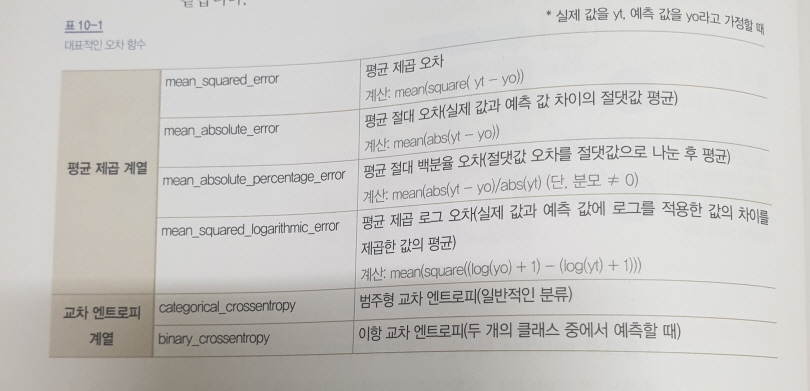 * 실제 값을 yt, 예측 값을 yo라고 가정할 때
표 10-1
대표적인 오차 함수
평균 제곱 계열
mean_squared_error
평균 제곱 오차
계산: mean(square( yt - yo))
mean_absolute_error
평균 절대 오차(실제 값과 예측 값 차이의 절댓값 평균)
계산: mean(abs(yt - yo))
mean_absolute_percentage_error
평균 절대 백분율 오차(절댓값 오차를 절댓값으로 나눈 후 평균)
계산: mean(abs(yt - yo)/abs(yt) (단, 분모 ≠ 0)
mean_squared_logarithmic_error
평균 제곱 로그 오차(실제 값과 예측 값에 로그를 적용한 값의 차이를
제곱한 값의 평균)
계산: mean(square((log(yo) + 1) - (log(yt) + 1)))
교차 엔트로피
계열
categorical_crossentropy
범주형 교차 엔트로피(일반적인 분류)
binary_crossentropy
이항 교차 엔트로피(두 개의 클래스 중에서 예측할 때)